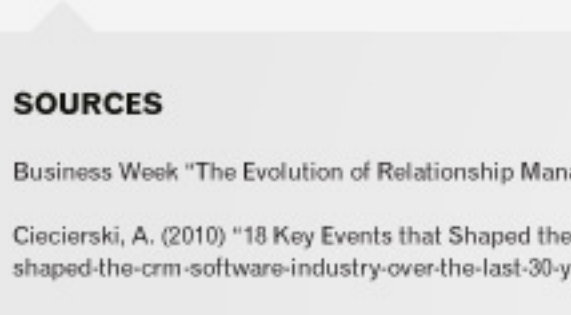 SOURCES
Business Week “The Evolution of Relationship Mana
Ciecierski, A. (2010) “18 Key Events that Shaped the
shaped-the-crm-software-industry-over-the-last-30-y